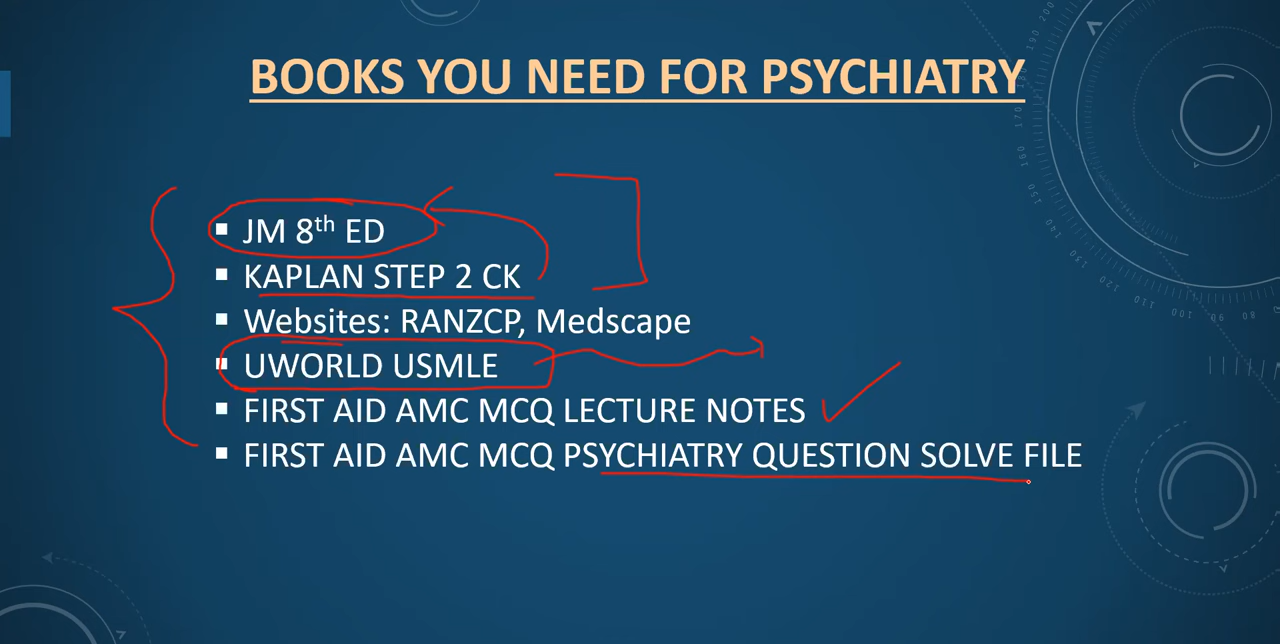 BOOKS YOU NEED FOR PSYCHIATRY
▪ JM 8th ED
▪ KAPLAN STEP 2 CK
▪ Websites: RANZCP, Medscape
▪ UWORLD USMLE
▪ FIRST AID AMC MCQ LECTURE NOTES
▪ FIRST AID AMC MCQ PSYCHIATRY QUESTION SOLVE FILE